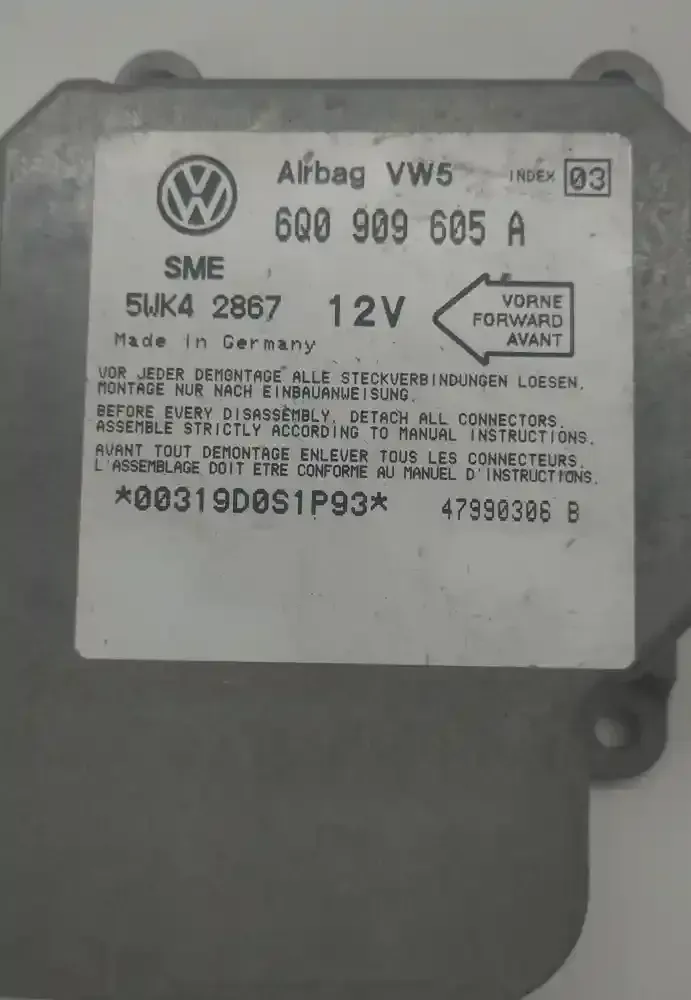 Airbag VW5 INDEX 03
6Q0 909 605 A
SME
5WK4 2867 12V
VORNE
FORWARD
AVANT
Made in Germany
VOR JEDER DEMONTAGE ALLE STECKVERBINDUNGEN LOESEN.
MONTAGE NUR NACH EINBAUANWEISUNG.
BEFORE EVERY DISASSEMBLY, DETACH ALL CONNECTORS.
ASSEMBLE STRICTLY ACCORDING TO MANUAL INSTRUCTIONS.
AVANT TOUT DEMONTAGE ENLEVER TOUS LES CONNECTEURS.
L'ASSEMBLAGE DOIT ETRE CONFORME AU MANUEL D'INSTRUCTIONS.
*00319D0S1P93* 47990306 B